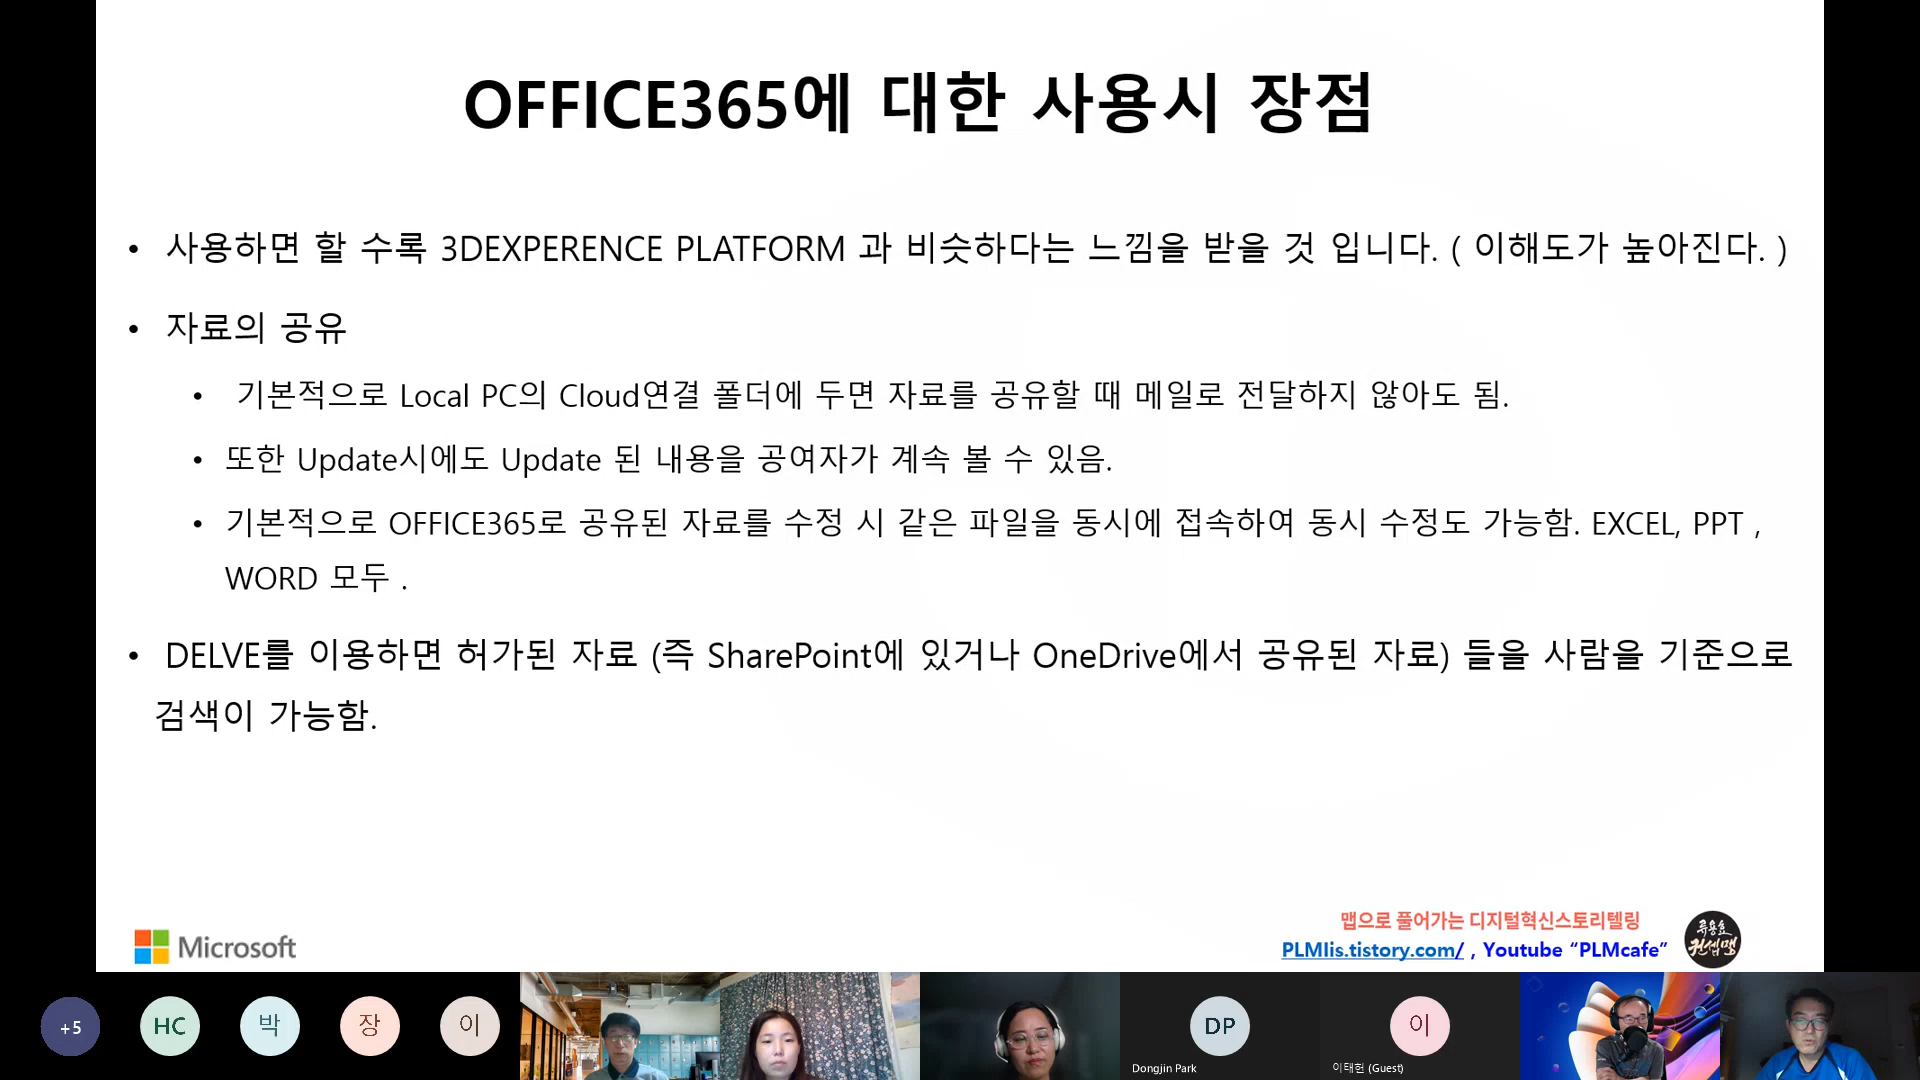 OFFICE365에 대한 사용시 장점
• 사용하면 할 수록 3DEXPERENCE PLATFORM 과 비슷하다는 느낌을 받을 것 입니다. ( 이해도가 높아진다. )
• 자료의 공유
• 기본적으로 Local PC의 Cloud연결 폴더에 두면 자료를 공유할 때 메일로 전달하지 않아도 됨.
• 또한 Update시에도 Update 된 내용을 공여자가 계속 볼 수 있음.
• 기본적으로 OFFICE365로 공유된 자료를 수정 시 같은 파일을 동시에 접속하여 동시 수정도 가능함. EXCEL, PPT ,
WORD 모두 .
• DELVE를 이용하면 허가된 자료 (즉 SharePoint에 있거나 OneDrive에서 공유된 자료) 들을 사람을 기준으로
검색이 가능함.
맵으로 풀어가는 디지털혁신스토리텔링
PLMIis.tistory.com/ , Youtube “PLMcafe”
류용효
컨셉맵
Microsoft
+5
HC
박
장
이
DP
Dongjin Park
이
이태헌 (Guest)